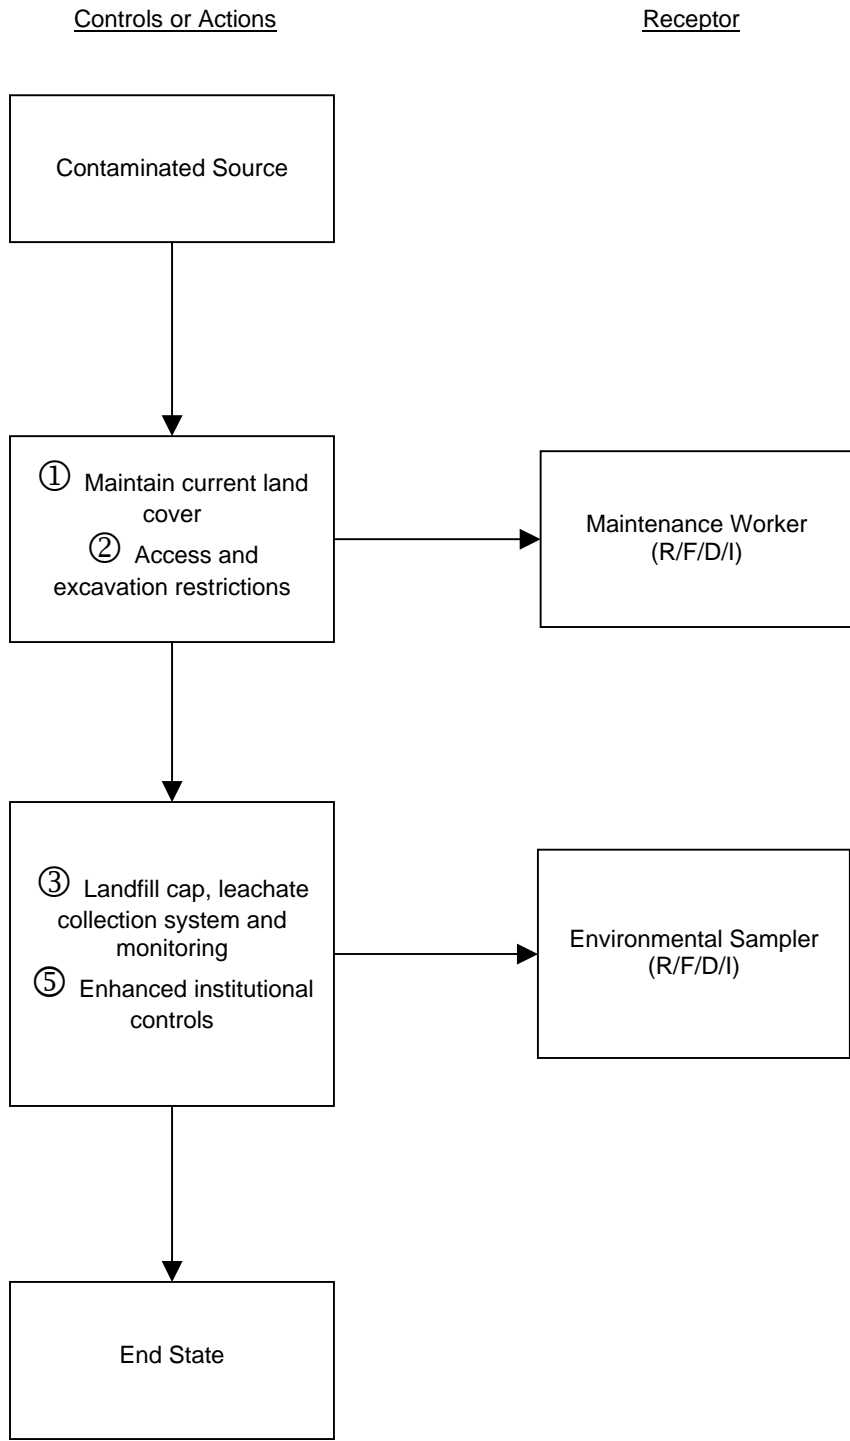 Controls or Actions
Receptor
Contaminated Source
① Maintain current land
cover
② Access and
excavation restrictions
Maintenance Worker
(R/F/D/I)
③ Landfill cap, leachate
collection system and
monitoring
⑤ Enhanced institutional
controls
Environmental Sampler
(R/F/D/I)
End State